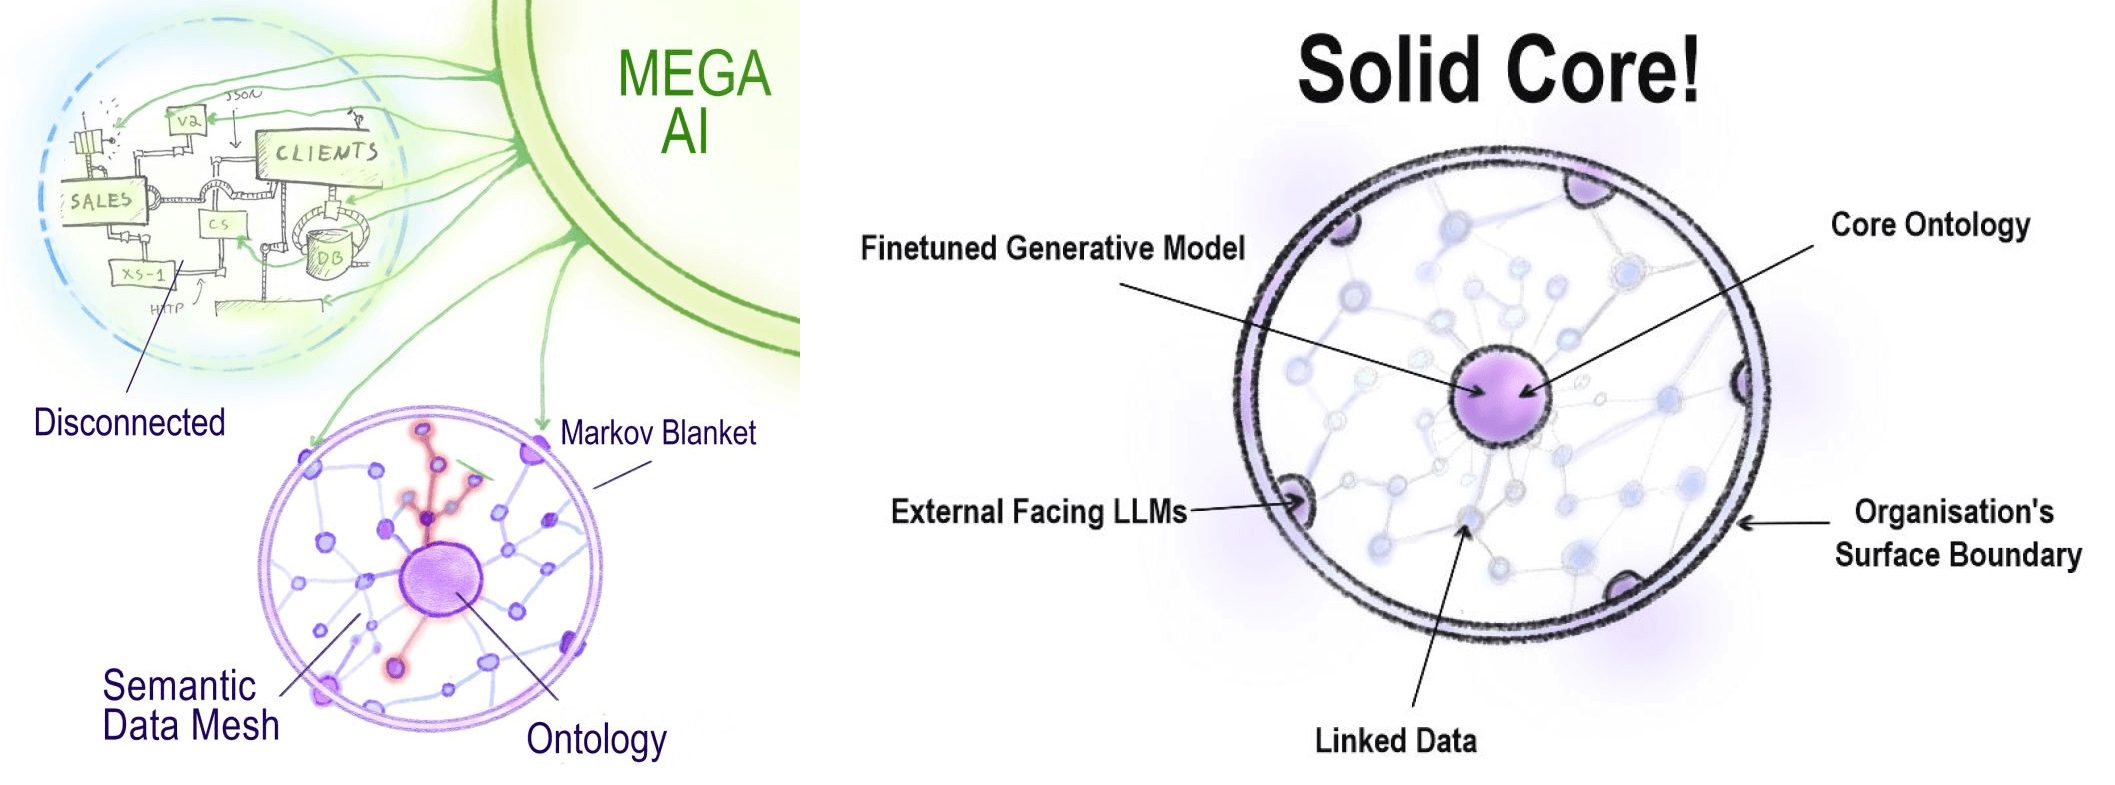 MEGA
AI
JSON
V2
CLIENTS
SALES
CS
DB
XS-1
HTTP
Disconnected
Markov Blanket
Semantic
Data Mesh
Ontology
Solid Core!
Finetuned Generative Model
Core Ontology
External Facing LLMs
Organisation's
Surface Boundary
Linked Data